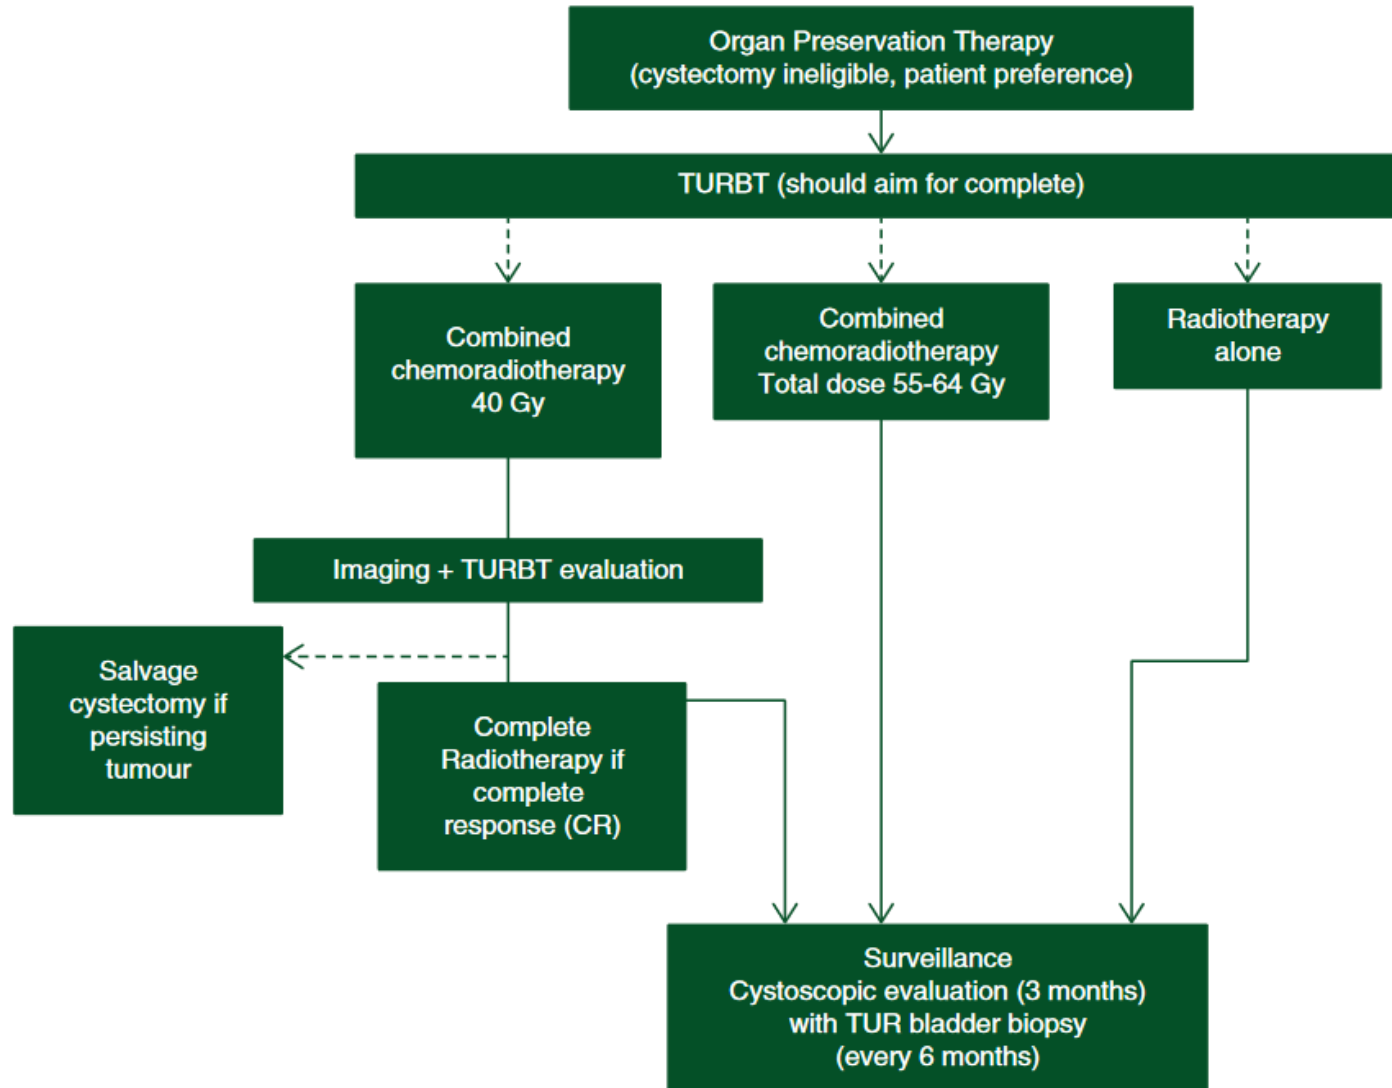 Organ Preservation Therapy
(cystectomy ineligible, patient preference)
TURBT (should aim for complete)
Combined
chemoradiotherapy
40 Gy
Combined
chemoradiotherapy
Total dose 55-64 Gy
Radiotherapy
alone
Imaging + TURBT evaluation
Salvage
cystectomy if
persisting
tumour
Complete
Radiotherapy if
complete
response (CR)
Surveillance
Cystoscopic evaluation (3 months)
with TUR bladder biopsy
(every 6 months)